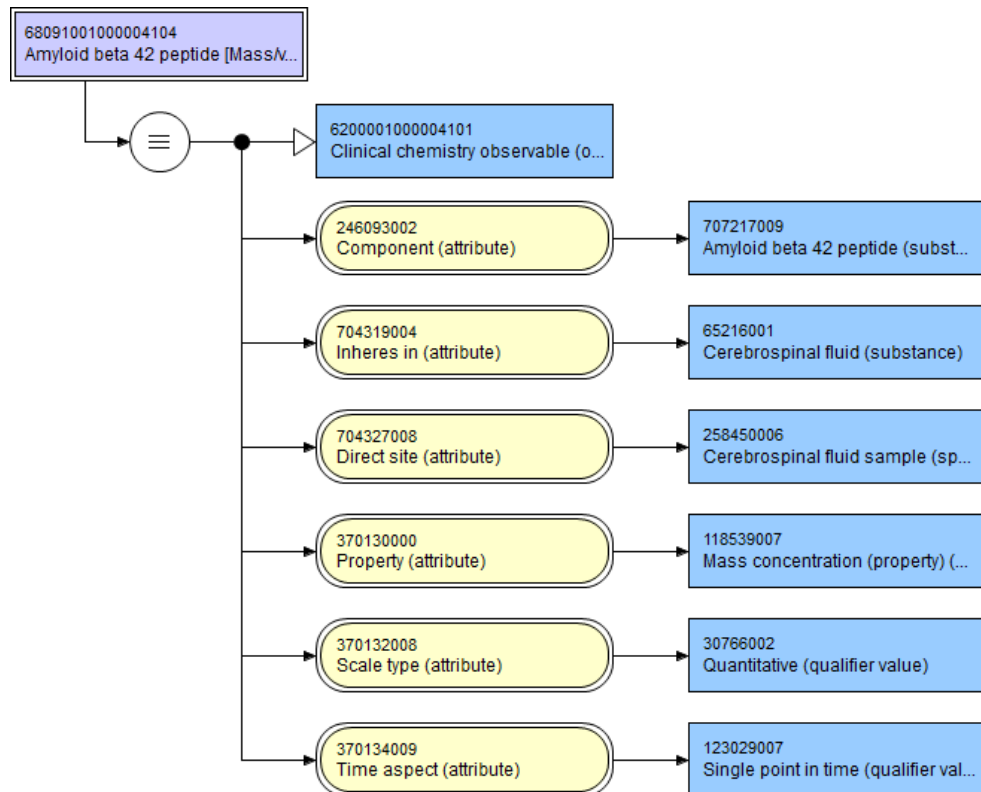 68091001000004104
Amyloid beta 42 peptide [Mass/v...
6200001000004101
Clinical chemistry observable (o...
246093002
Component (attribute)
707217009
Amyloid beta 42 peptide (subst...
704319004
Inheres in (attribute)
65216001
Cerebrospinal fluid (substance)
704327008
Direct site (attribute)
258450006
Cerebrospinal fluid sample (sp...
370130000
Property (attribute)
118539007
Mass concentration (property) (...
370132008
Scale type (attribute)
30766002
Quantitative (qualifier value)
370134009
Time aspect (attribute)
123029007
Single point in time (qualifier val...